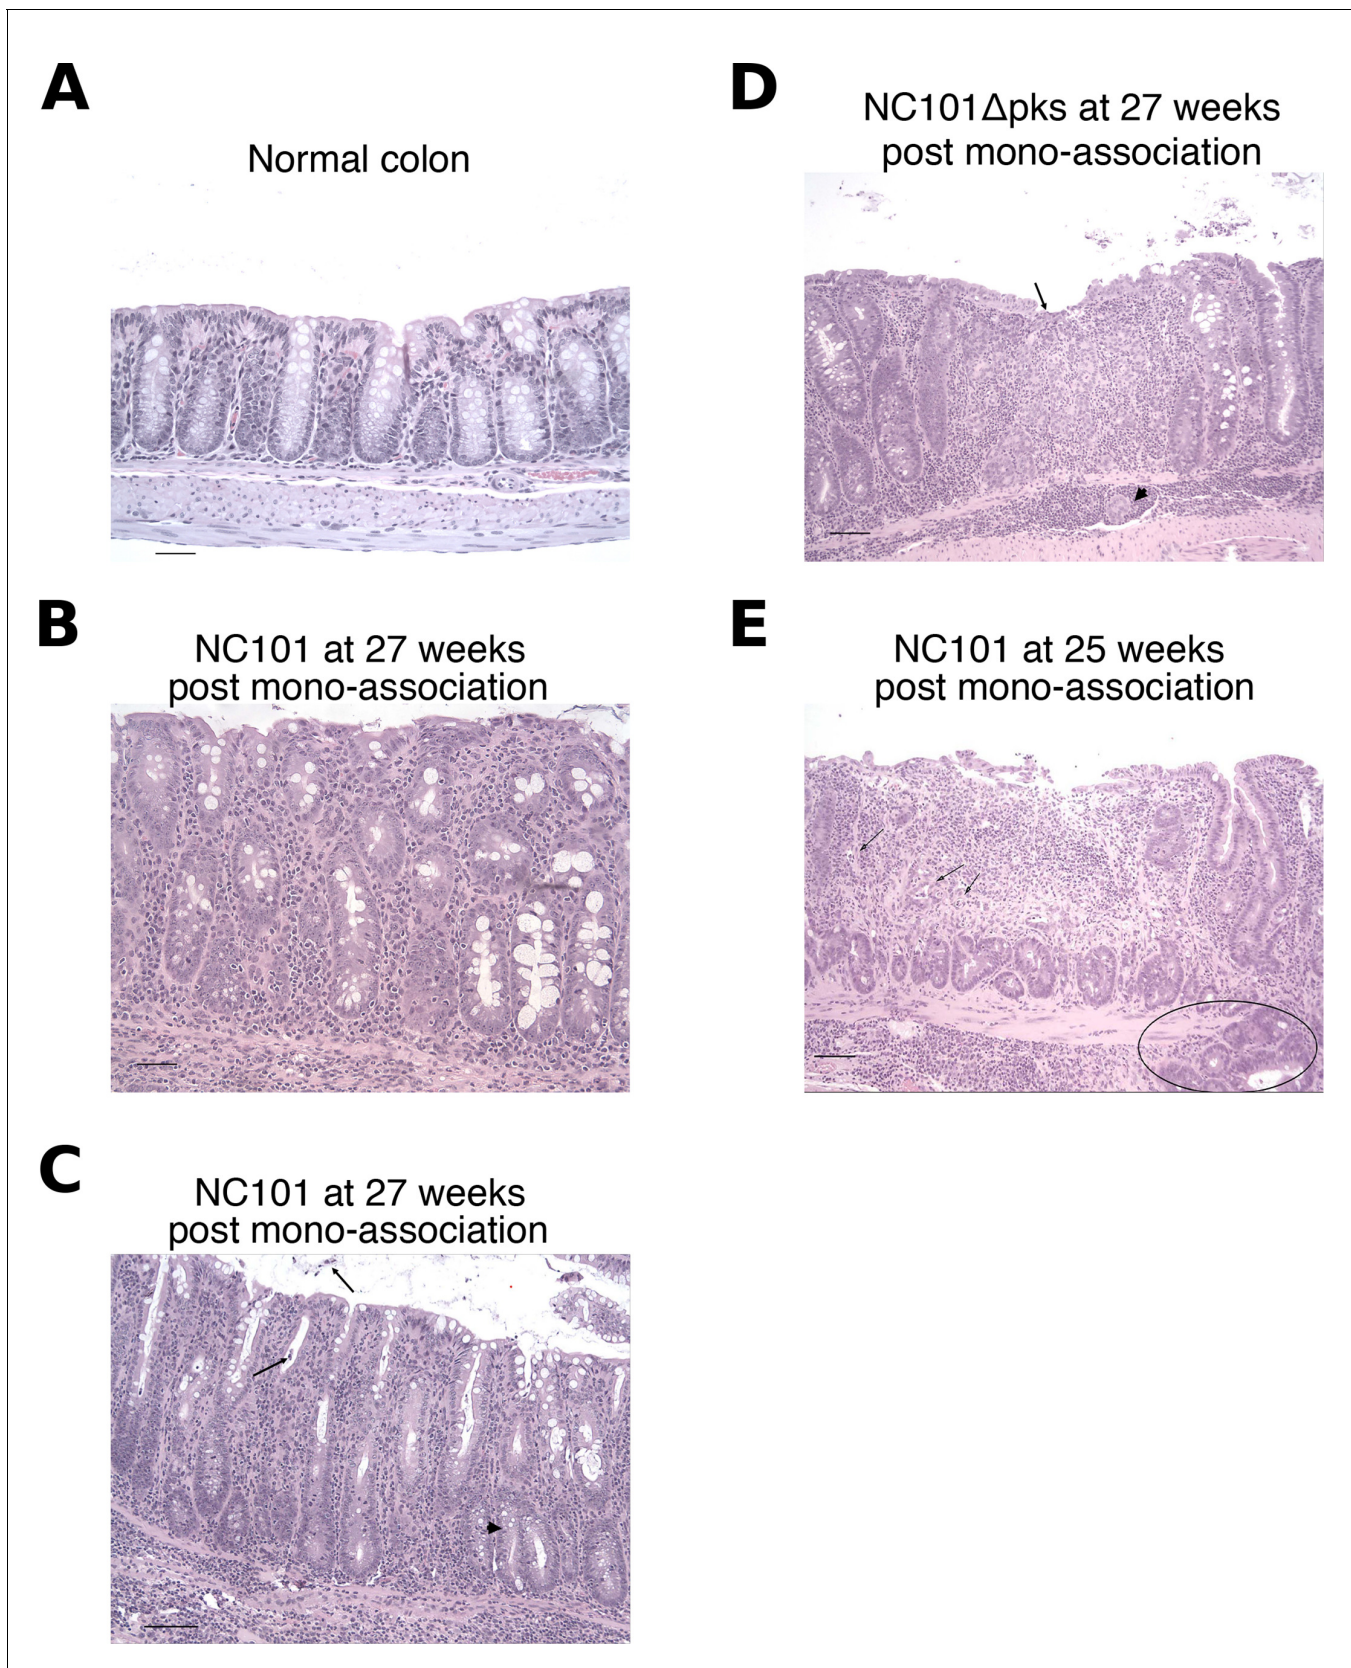 A
Normal colon
B
NC101 at 27 weeks
post mono-association
C
NC101 at 27 weeks
post mono-association
D
NC101Δpks at 27 weeks
post mono-association
E
NC101 at 25 weeks
post mono-association